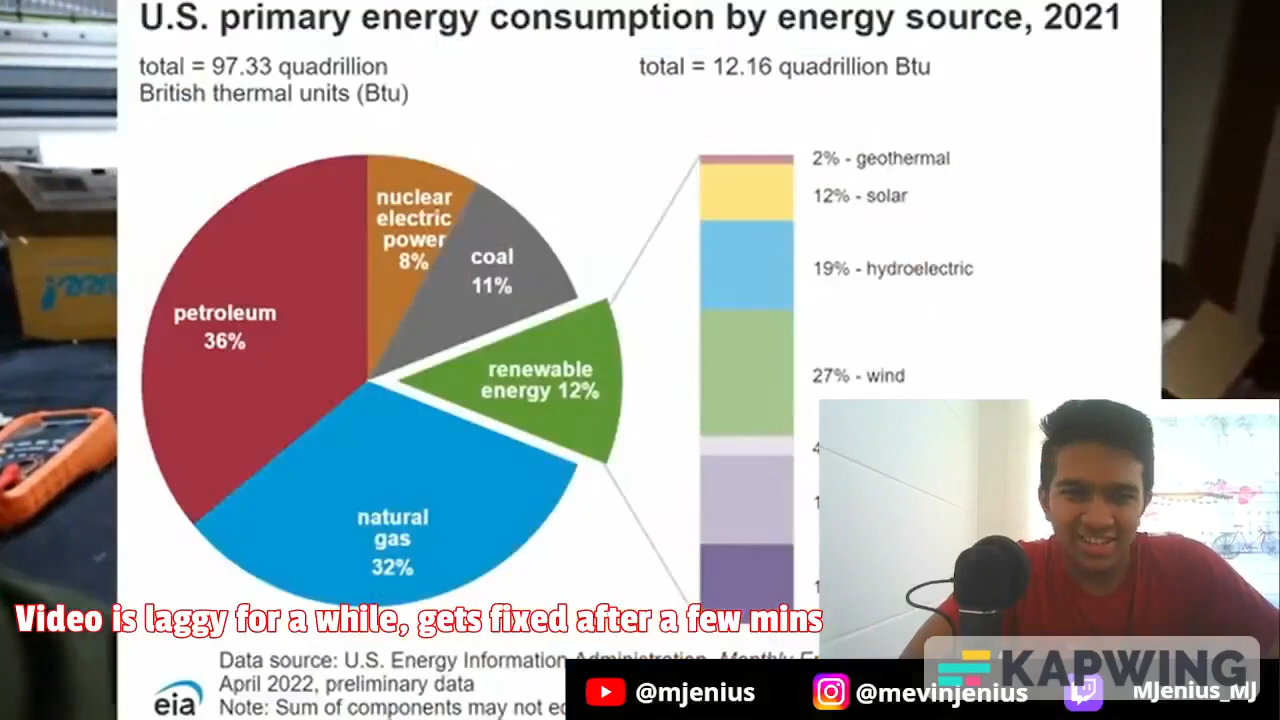 U.S. primary energy consumption by energy source, 2021
total = 97.33 quadrillion
British thermal units (Btu)
total = 12.16 quadrillion Btu
petroleum
36%
nuclear
electric
power
8%
coal
11%
renewable
energy 12%
natural
gas
32%
2% - geothermal
12% - solar
19% - hydroelectric
27% - wind
Video is laggy for a while, gets fixed after a few mins
Data source: U.S. Energy Information Administration, Monthly
April 2022, preliminary data
Note: Sum of components may not
eia
@mjenius
@mevinjenius
MJenius_MJ
KAPWING